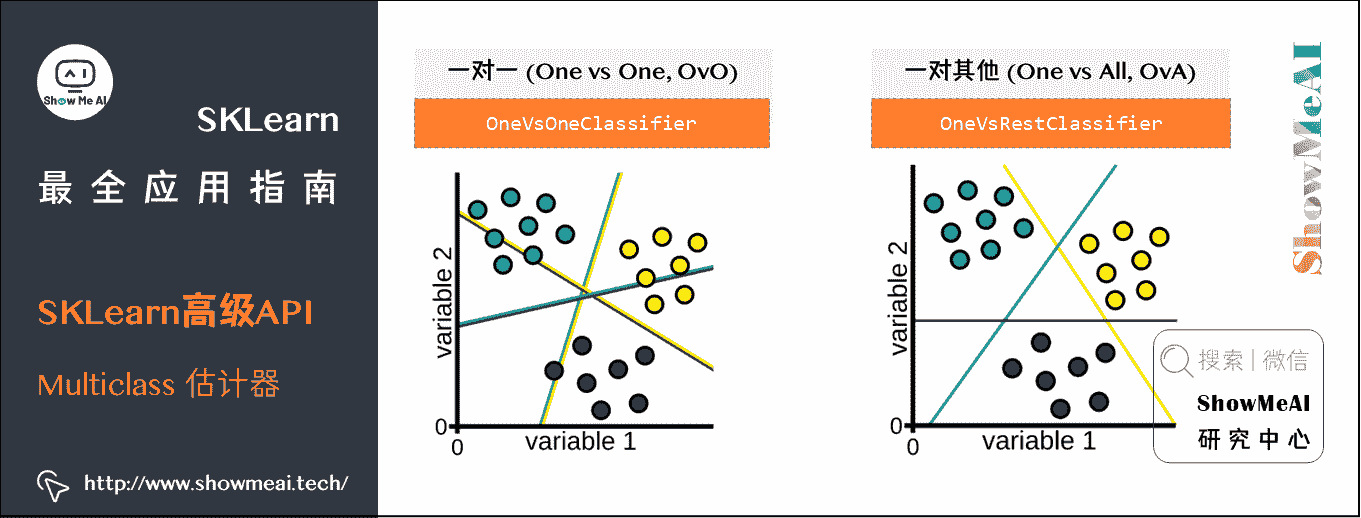 Show Me AI
SKLearn
最全应用指南
SKLearn高级API
Multiclass 估计器
http://www.showmeai.tech/
一对一 (One vs One, OvO)
OneVsOneClassifier
variable 2
0
0
variable 1
一对其他 (One vs All, OvA)
OneVsRestClassifier
variable 2
0
0
variable 1
ShowMeAI
搜索 | 微信
ShowMeAI
研究中心